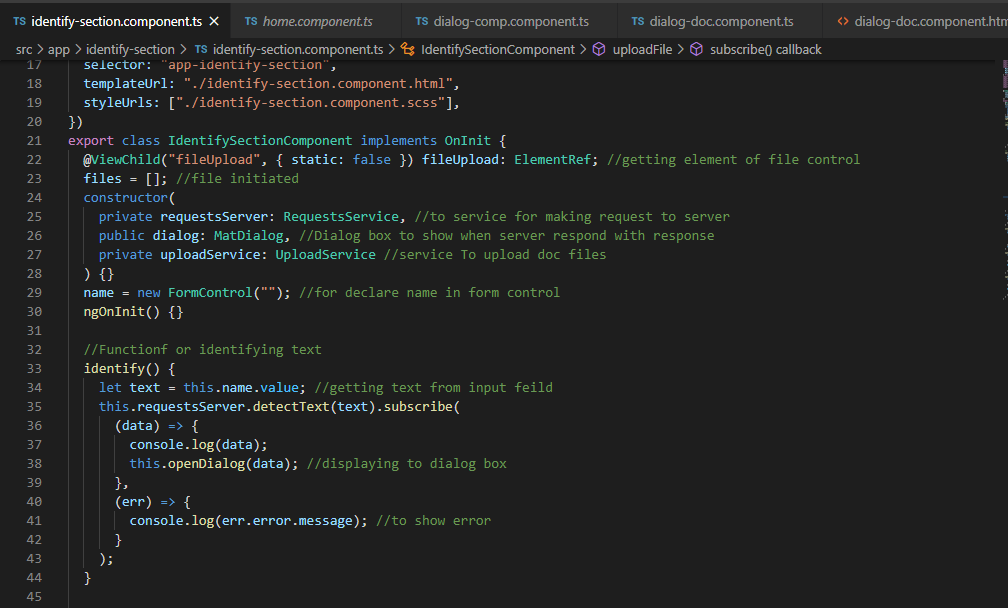 TS identify-section.component.ts × TS home.component.ts TS dialog-comp.component.ts TS dialog-doc.component.ts <> dialog-doc.component.htm
src > app > identify-section > TS identify-section.component.ts > IdentifySectionComponent > uploadFile > subscribe() callback
17 selector: "app-identify-section",
18 templateUrl: "./identify-section.component.html",
19 styleUrls: ["./identify-section.component.scss"],
20 })
21 export class IdentifySectionComponent implements OnInit {
22 @ViewChild("fileUpload", { static: false }) fileUpload: ElementRef; //getting element of file control
23 files = []; //file initiated
24 constructor(
25 private requestsServer: RequestsService, //to service for making request to server
26 public dialog: MatDialog, //Dialog box to show when server respond with response
27 private uploadService: UploadService //service To upload doc files
28 ) {}
29 name = new FormControl(""); //for declare name in form control
30 ngOnInit() {}
31
32 //Functionf or identifying text
33 identify() {
34 let text = this.name.value; //getting text from input feild
35 this.requestsServer.detectText(text).subscribe(
36 (data) => {
37 console.log(data);
38 this.openDialog(data); //displaying to dialog box
39 },
40 (err) => {
41 console.log(err.error.message); //to show error
42 }
43 );
44 }
45